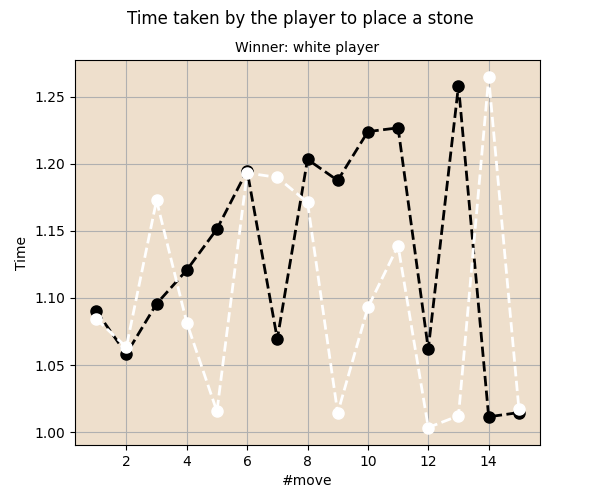 Time taken by the player to place a stone
Winner: white player
1.25
1.20
1.15
1.10
1.05
1.00
Time
2 4 6 8 10 12 14
#move